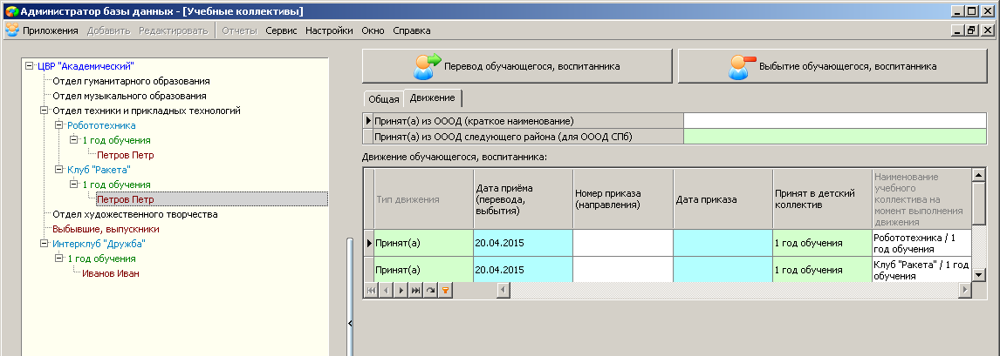 Администратор базы данных - [Учебные коллективы]
Приложения Добавить Редактировать Отчеты Сервис Настройки Окно Справка
ЦВР "Академический"
Отдел гуманитарного образования
Отдел музыкального образования
Отдел техники и прикладных технологий
Робототехника
1 год обучения
Петров Петр
Клуб "Ракета"
1 год обучения
Петров Петр
Отдел художественного творчества
Выбывшие, выпускники
Интерклуб "Дружба"
1 год обучения
Иванов Иван
Перевод обучающегося, воспитанника
Выбытие обучающегося, воспитанника
Общая Движение
Принят(а) из ОООД (краткое наименование)
Принят(а) из ОООД следующего района (для ОООД СПб)
Движение обучающегося, воспитанника:
Тип движения
Дата приёма
(перевода,
выбытия)
Номер приказа
(направления)
Дата приказа
Принят в детский
коллектив
Наименование
учебного
коллектива на
момент выполнения
движения
Принят(а) 20.04.2015 1 год обучения Робототехника / 1
год обучения
Принят(а) 20.04.2015 1 год обучения Клуб "Ракета" / 1 год
обучения